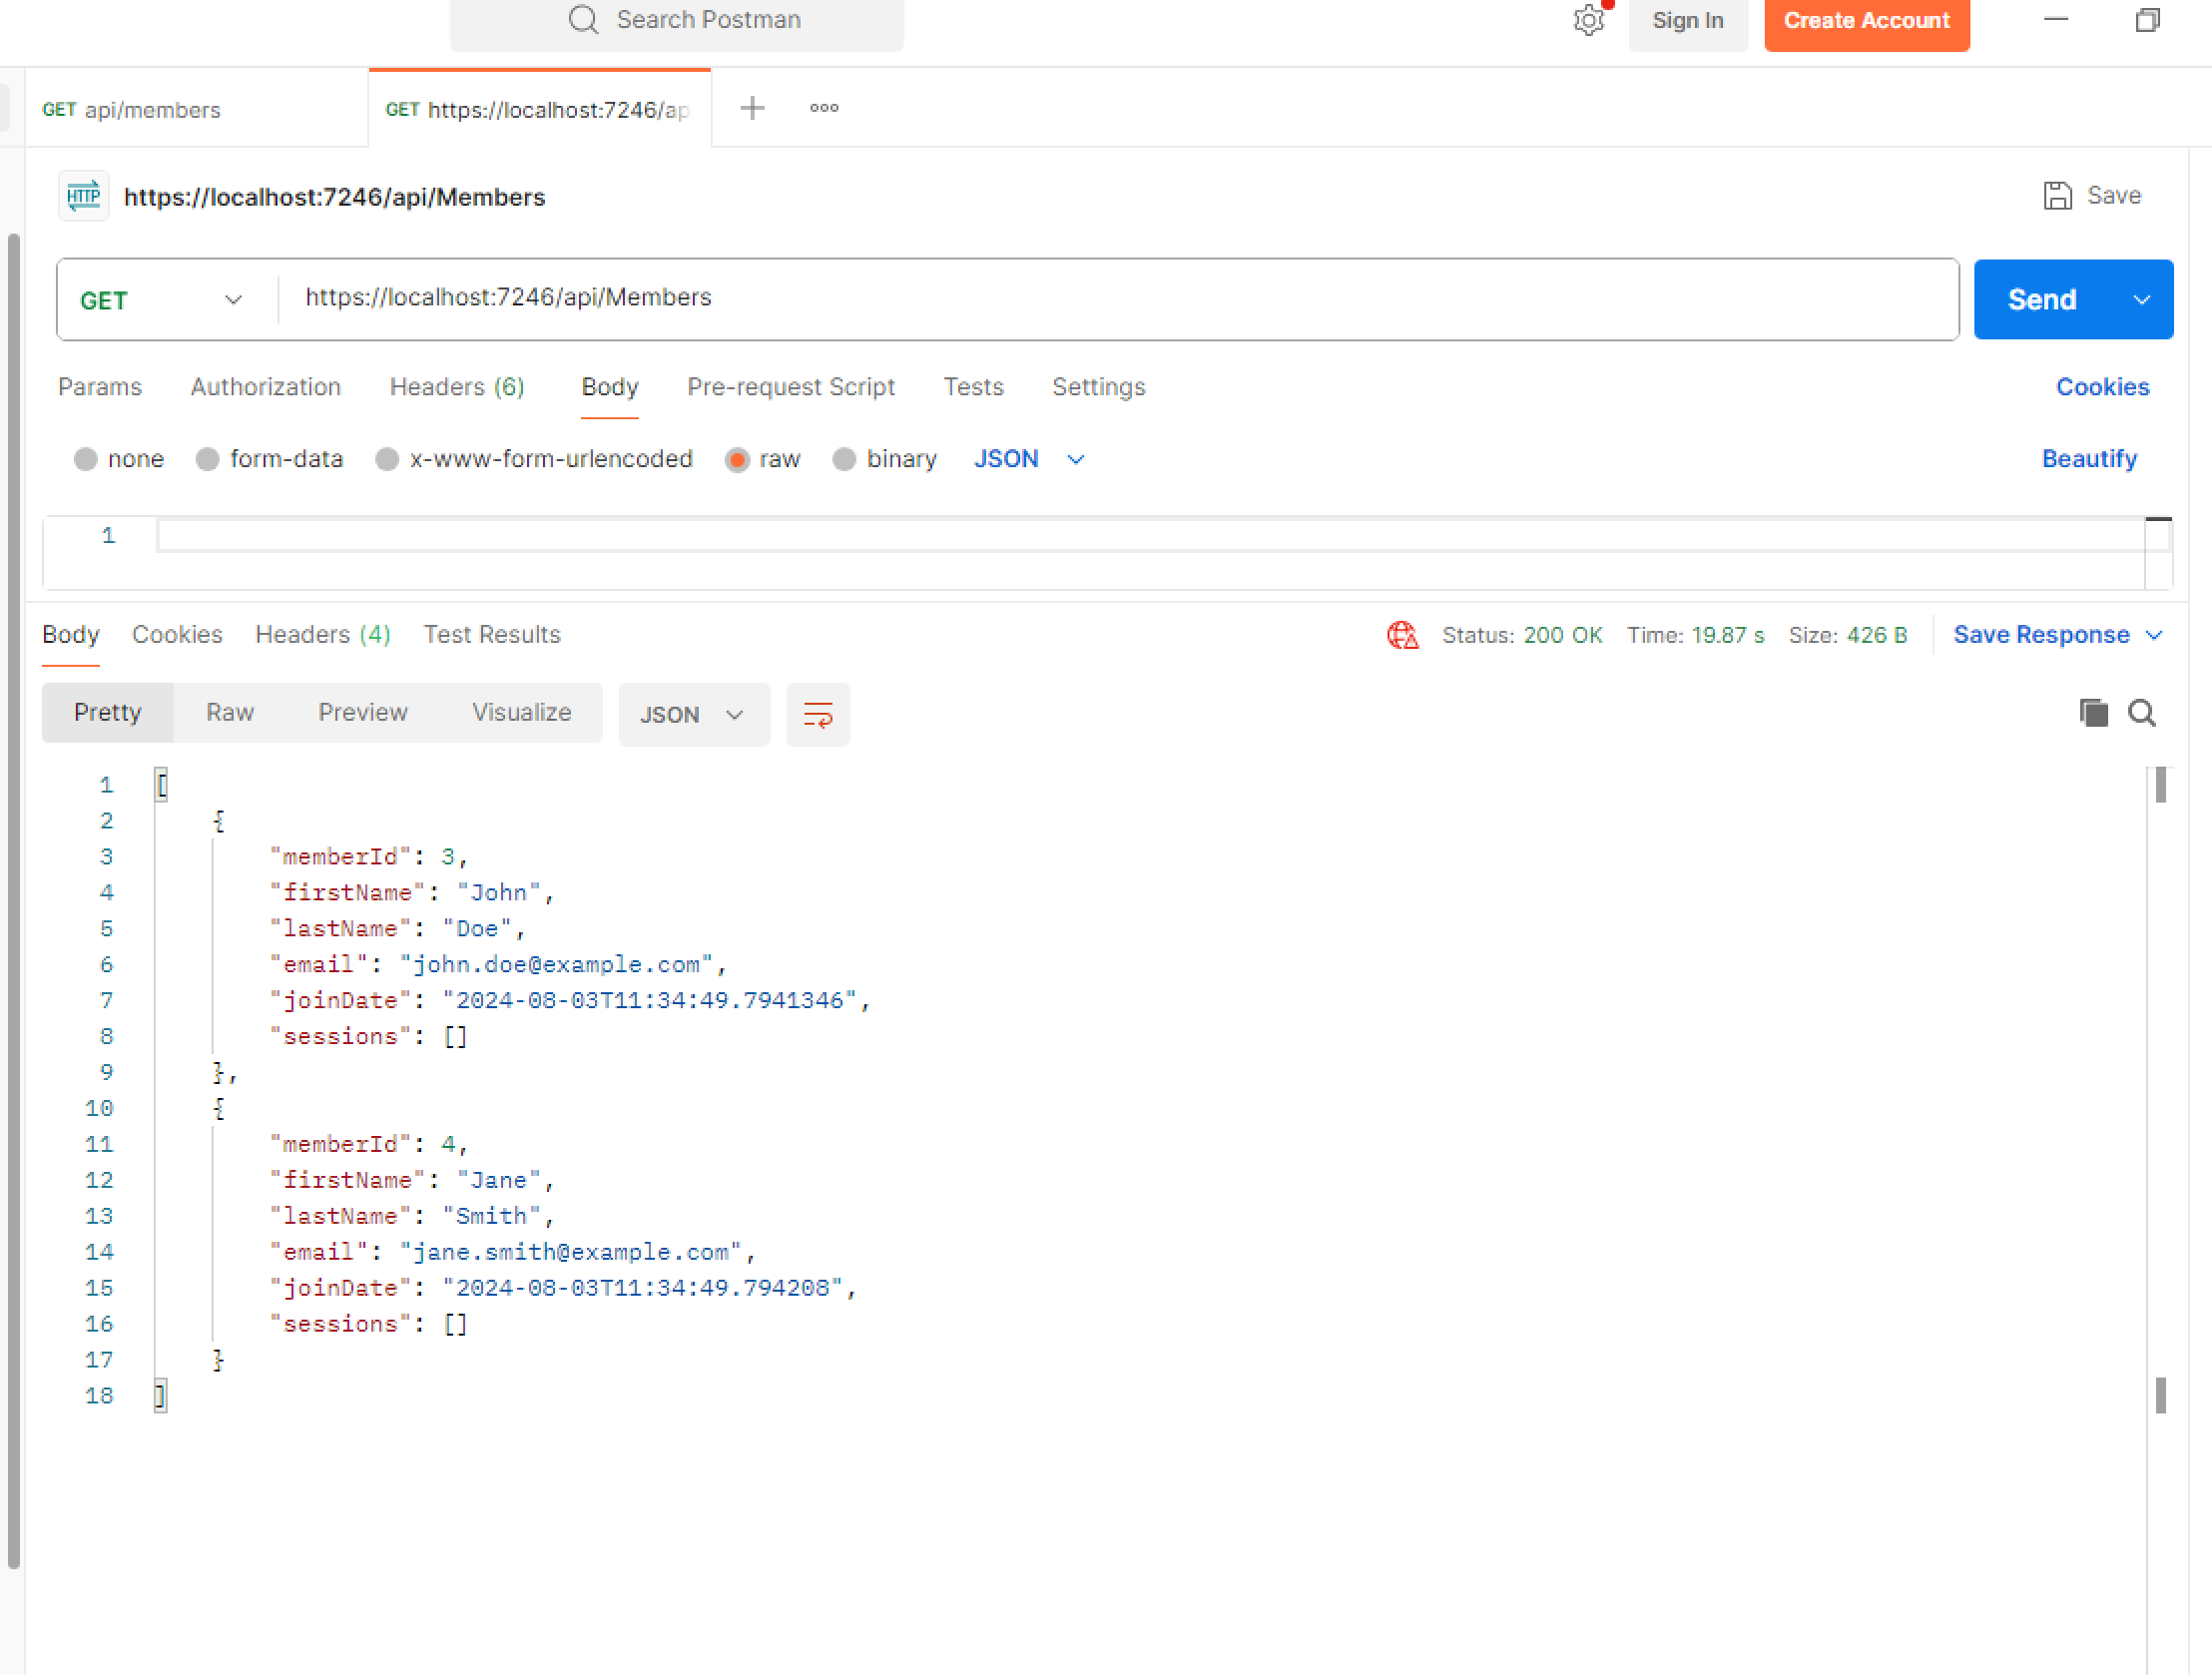 Search Postman
Sign In
Create Account
GET api/members
GET https://localhost:7246/ap
HTTP https://localhost:7246/api/Members
Save
GET
https://localhost:7246/api/Members
Send
Params Authorization Headers (6) Body Pre-request Script Tests Settings Cookies
none form-data x-www-form-urlencoded raw binary JSON Beautify
1
Body Cookies Headers (4) Test Results Status: 200 OK Time: 19.87 s Size: 426 B Save Response
Pretty Raw Preview Visualize JSON
1 [
2 {
3 "memberId": 3,
4 "firstName": "John",
5 "lastName": "Doe",
6 "email": "john.doe@example.com",
7 "joinDate": "2024-08-03T11:34:49.7941346",
8 "sessions": []
9 },
10 {
11 "memberId": 4,
12 "firstName": "Jane",
13 "lastName": "Smith",
14 "email": "jane.smith@example.com",
15 "joinDate": "2024-08-03T11:34:49.794208",
16 "sessions": []
17 }
18 ]